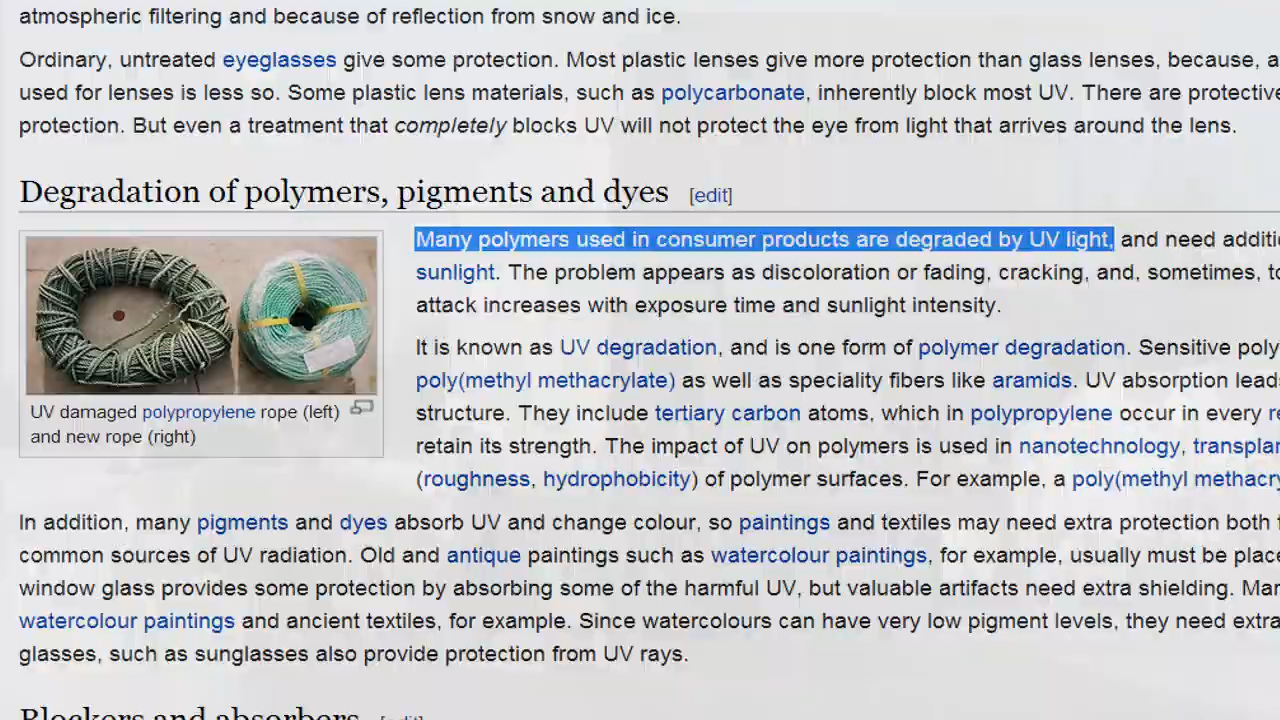 atmospheric filtering and because of reflection from snow and ice.
Ordinary, untreated eyeglasses give some protection. Most plastic lenses give more protection than glass lenses, because, a
used for lenses is less so. Some plastic lens materials, such as polycarbonate, inherently block most UV. There are protective
protection. But even a treatment that completely blocks UV will not protect the eye from light that arrives around the lens.
Degradation of polymers, pigments and dyes [edit]
UV damaged polypropylene rope (left)
and new rope (right)
Many polymers used in consumer products are degraded by UV light, and need additi
sunlight. The problem appears as discoloration or fading, cracking, and, sometimes, to
attack increases with exposure time and sunlight intensity.
It is known as UV degradation, and is one form of polymer degradation. Sensitive poly
poly(methyl methacrylate) as well as speciality fibers like aramids. UV absorption lead
structure. They include tertiary carbon atoms, which in polypropylene occur in every re
retain its strength. The impact of UV on polymers is used in nanotechnology, transplan
(roughness, hydrophobicity) of polymer surfaces. For example, a poly(methyl methacry
In addition, many pigments and dyes absorb UV and change colour, so paintings and textiles may need extra protection both f
common sources of UV radiation. Old and antique paintings such as watercolour paintings, for example, usually must be place
window glass provides some protection by absorbing some of the harmful UV, but valuable artifacts need extra shielding. Mar
watercolour paintings and ancient textiles, for example. Since watercolours can have very low pigment levels, they need extra
glasses, such as sunglasses also provide protection from UV rays.
Blockers and absorbers [edit]